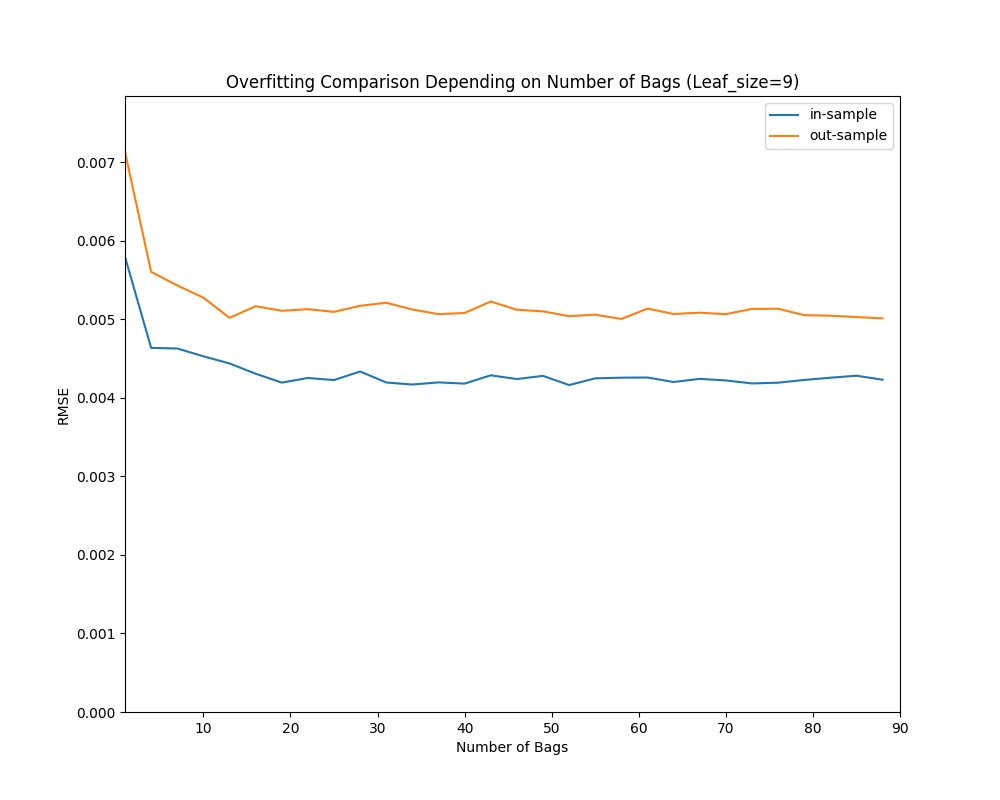 Overfitting Comparison Depending on Number of Bags (Leaf_size=9)
in-sample
out-sample
0.007
0.006
0.005
0.004
0.003
0.002
0.001
0.000
RMSE
10 20 30 40 50 60 70 80 90
Number of Bags